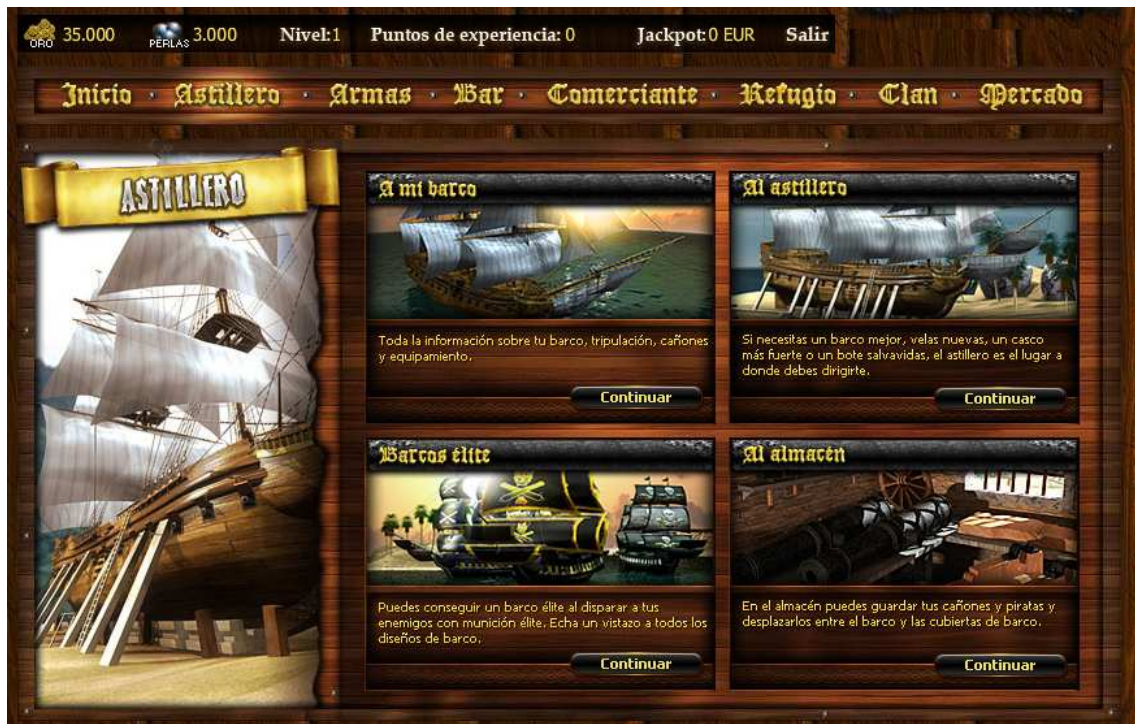 ORO 35.000 PERLAS 3.000 Nivel:1 Puntos de experiencia: 0 Jackpot: 0 EUR Salir
Inicio · Astillero · Armas · Bar · Comerciante · Refugio · Clan · Mercado
ASTILLERO
A mi barco
Toda la información sobre tu barco, tripulación, cañones
y equipamiento.
Continuar
Al astillero
Si necesitas un barco mejor, velas nuevas, un casco
más fuerte o un bote salvavidas, el astillero es el lugar a
donde debes dirigirte.
Continuar
Barcos élite
Puedes conseguir un barco élite al disparar a tus
enemigos con munición élite. Echa un vistazo a todos los
diseños de barco.
Continuar
Al almacén
En el almacén puedes guardar tus cañones y piratas y
desplazarlos entre el barco y las cubiertas de barco.
Continuar